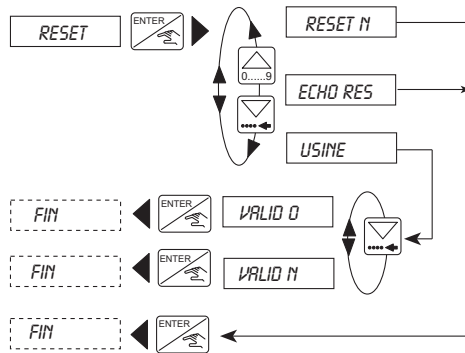 RESET
ENTER
RESET N
0......9
ECHO RES
USINE
FIN
ENTER
VALID O
FIN
ENTER
VALID N
FIN
ENTER